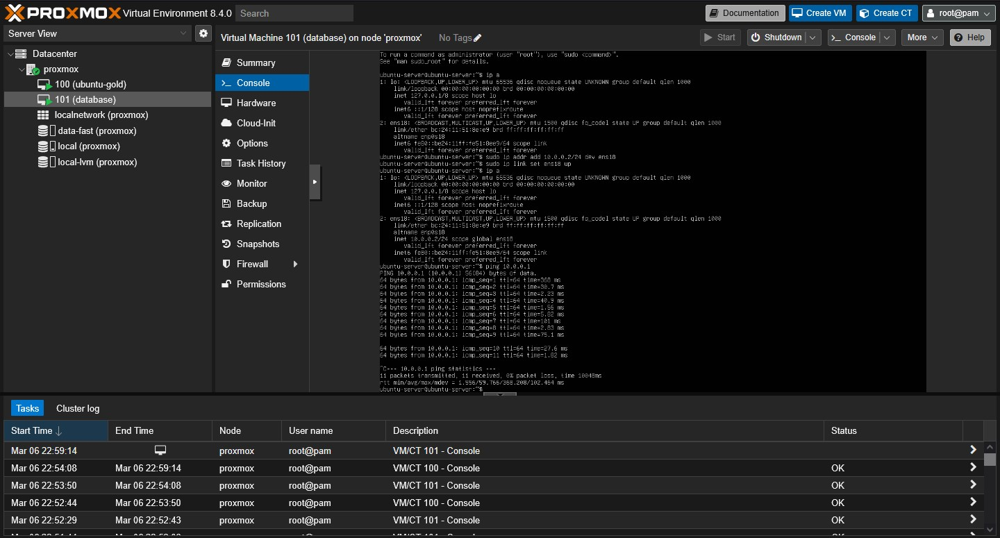 PROXMOX Virtual Environment 8.4.0 Search
Documentation Create VM Create CT root@pam
Server View
Virtual Machine 101 (database) on node 'proxmox' No Tags
Start Shutdown Console More Help
Datacenter
proxmox
100 (ubuntu-gold)
101 (database)
localnetwork (proxmox)
data-fast (proxmox)
local (proxmox)
local-lvm (proxmox)
Summary
Console
Hardware
Cloud-Init
Options
Task History
Monitor
Backup
Replication
Snapshots
Firewall
Permissions
To run a command as administrator (user "root"), use "sudo <command>".
See "man sudo_root" for details.
ubuntu-server@ubuntu-server:~$ ip a
1: lo: <LOOPBACK,UP,LOWER_UP> mtu 65536 qdisc noqueue state UNKNOWN group default qlen 1000
link/loopback 00:00:00:00:00:00 brd 00:00:00:00:00:00
inet 127.0.0.1/8 scope host lo
valid_lft forever preferred_lft forever
inet6 ::1/128 scope host noprefixroute
valid_lft forever preferred_lft forever
2: ens18: <BROADCAST,MULTICAST,UP,LOWER_UP> mtu 1500 qdisc fq_codel state UP group default qlen 1000
link/ether bc:24:11:51:8e:e9 brd ff:ff:ff:ff:ff:ff
altname enp0s18
inet6 fe80::be24:11ff:fe51:8ee9/64 scope link
valid_lft forever preferred_lft forever
ubuntu-server@ubuntu-server:~$ sudo ip addr add 10.0.0.2/24 dev ens18
ubuntu-server@ubuntu-server:~$ sudo ip link set ens18 up
ubuntu-server@ubuntu-server:~$ ip a
1: lo: <LOOPBACK,UP,LOWER_UP> mtu 65536 qdisc noqueue state UNKNOWN group default qlen 1000
link/loopback 00:00:00:00:00:00 brd 00:00:00:00:00:00
inet 127.0.0.1/8 scope host lo
valid_lft forever preferred_lft forever
inet6 ::1/128 scope host noprefixroute
valid_lft forever preferred_lft forever
2: ens18: <BROADCAST,MULTICAST,UP,LOWER_UP> mtu 1500 qdisc fq_codel state UP group default qlen 1000
link/ether bc:24:11:51:8e:e9 brd ff:ff:ff:ff:ff:ff
altname enp0s18
inet 10.0.0.2/24 scope global ens18
valid_lft forever preferred_lft forever
inet6 fe80::be24:11ff:fe51:8ee9/64 scope link
valid_lft forever preferred_lft forever
ubuntu-server@ubuntu-server:~$ ping 10.0.0.1
PING 10.0.0.1 (10.0.0.1) 56(84) bytes of data.
64 bytes from 10.0.0.1: icmp_seq=1 ttl=64 time=368 ms
64 bytes from 10.0.0.1: icmp_seq=2 ttl=64 time=30.7 ms
64 bytes from 10.0.0.1: icmp_seq=3 ttl=64 time=2.23 ms
64 bytes from 10.0.0.1: icmp_seq=4 ttl=64 time=40.9 ms
64 bytes from 10.0.0.1: icmp_seq=5 ttl=64 time=1.56 ms
64 bytes from 10.0.0.1: icmp_seq=6 ttl=64 time=5.82 ms
64 bytes from 10.0.0.1: icmp_seq=7 ttl=64 time=101 ms
64 bytes from 10.0.0.1: icmp_seq=8 ttl=64 time=2.83 ms
64 bytes from 10.0.0.1: icmp_seq=9 ttl=64 time=75.1 ms
64 bytes from 10.0.0.1: icmp_seq=10 ttl=64 time=27.6 ms
64 bytes from 10.0.0.1: icmp_seq=11 ttl=64 time=1.82 ms
^C--- 10.0.0.1 ping statistics ---
11 packets transmitted, 11 received, 0% packet loss, time 10048ms
rtt min/avg/max/mdev = 1.556/59.766/368.208/102.464 ms
ubuntu-server@ubuntu-server:~$
Tasks Cluster log
Start Time End Time Node User name Description Status
Mar 06 22:59:14 proxmox root@pam VM/CT 101 - Console
Mar 06 22:54:08 Mar 06 22:59:14 proxmox root@pam VM/CT 100 - Console OK
Mar 06 22:53:50 Mar 06 22:54:08 proxmox root@pam VM/CT 101 - Console OK
Mar 06 22:52:44 Mar 06 22:53:50 proxmox root@pam VM/CT 100 - Console OK
Mar 06 22:52:29 Mar 06 22:52:43 proxmox root@pam VM/CT 101 - Console OK